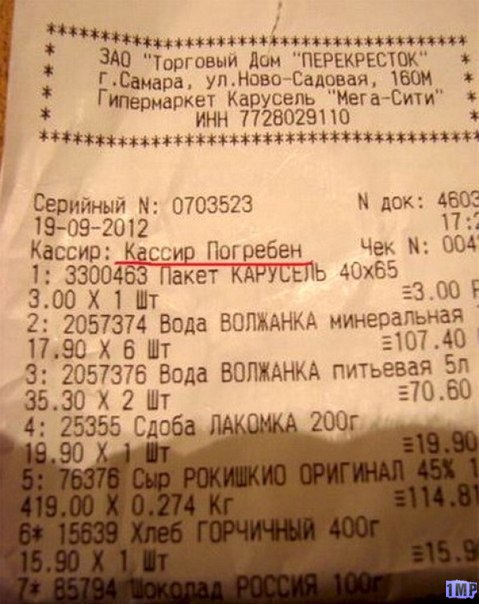 ************************************
* ЗАО "Торговый Дом "ПЕРЕКРЕСТОК" *
* г.Самара, ул.Ново-Садовая, 160М *
* Гипермаркет Карусель "Мега-Сити" *
* ИНН 7728029110 *
************************************
Серийный N: 0703523 N док: 4603
19-09-2012 17:2
Кассир: Кассир Погребен Чек N: 004
1: 3300463 Пакет КАРУСЕЛЬ 40x65
3.00 X 1 Шт ≡3.00 Р
2: 2057374 Вода ВОЛЖАНКА минеральная
17.90 X 6 Шт ≡107.40
3: 2057376 Вода ВОЛЖАНКА питьевая 5л
35.30 X 2 Шт ≡70.60
4: 25355 Сдоба ЛАКОМКА 200г
19.90 X 1 Шт ≡19.90
5: 76376 Сыр РОКИШКИО ОРИГИНАЛ 45% 1
419.00 X 0.274 Кг ≡114.81
6* 15639 Хлеб ГОРЧИЧНЫЙ 400г
15.90 X 1 Шт ≡15.9
7* 85794 Шоколад РОССИЯ 100г
1MP